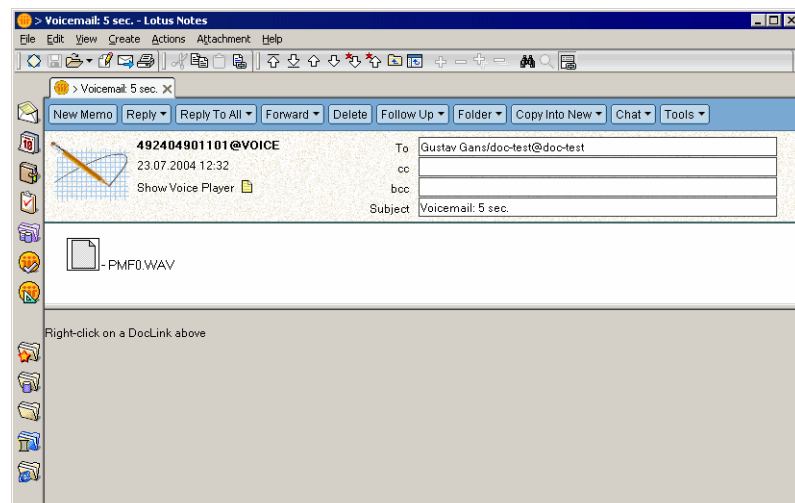 > Voicemail: 5 sec. - Lotus Notes
File Edit View Create Actions Attachment Help
> Voicemail: 5 sec.
New Memo Reply Reply To All Forward Delete Follow Up Folder Copy Into New Chat Tools
492404901101@VOICE
23.07.2004 12:32
Show Voice Player
To Gustav Gans/doc-test@doc-test
cc
bcc
Subject Voicemail: 5 sec.
- PMF0.WAV
Right-click on a DocLink above